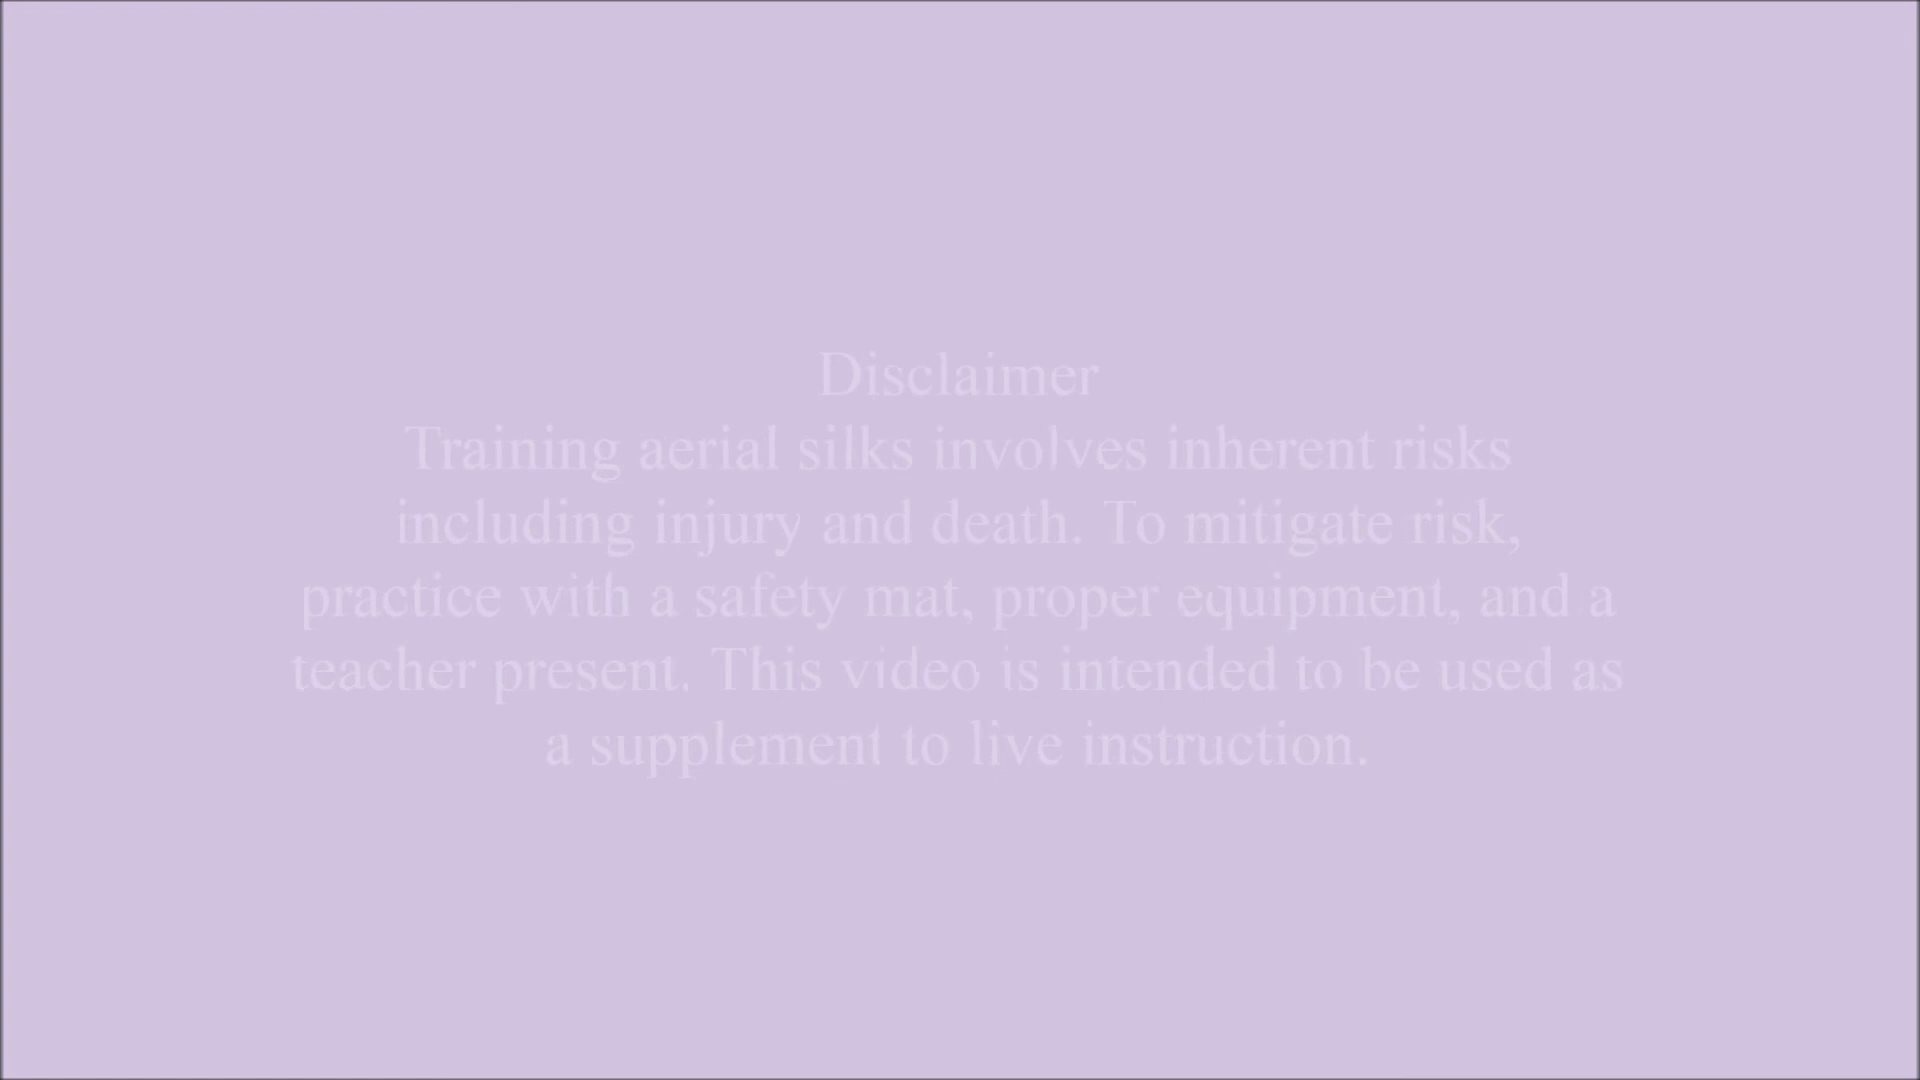 Disclaimer
Training aerial silks involves inherent risks
including injury and death. To mitigate risk,
practice with a safety mat, proper equipment, and a
teacher present. This video is intended to be used as
a supplement to live instruction.